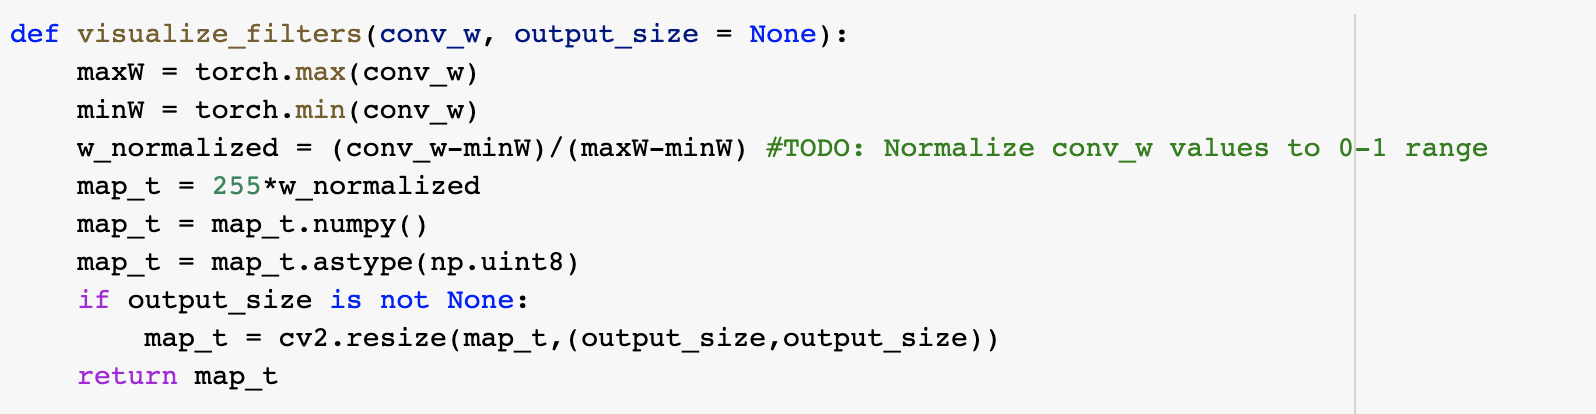 def visualize_filters(conv_w, output_size = None):
    maxW = torch.max(conv_w)
    minW = torch.min(conv_w)
    w_normalized = (conv_w-minW)/(maxW-minW) #TODO: Normalize conv_w values to 0-1 range
    map_t = 255*w_normalized
    map_t = map_t.numpy()
    map_t = map_t.astype(np.uint8)
    if output_size is not None:
        map_t = cv2.resize(map_t,(output_size,output_size))
    return map_t